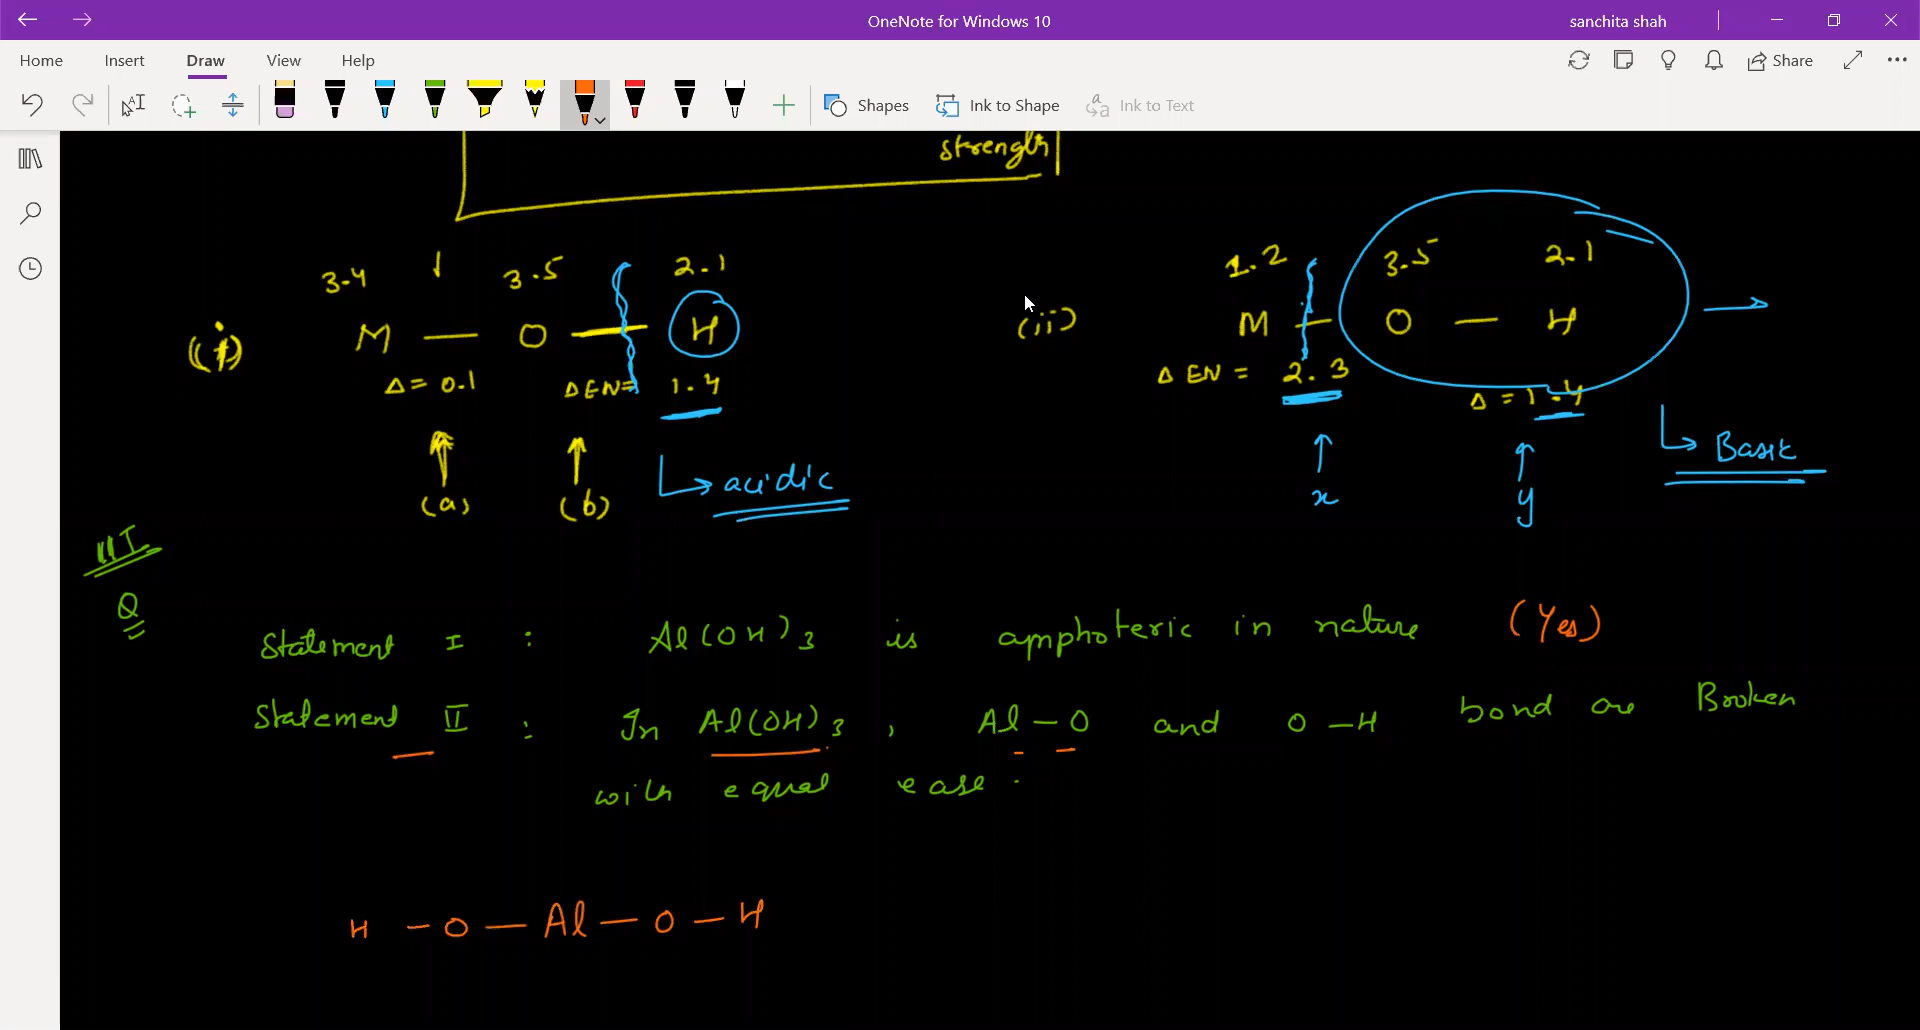 OneNote for Windows 10
sanchita shah
Home Insert Draw View Help
Share
Shapes Ink to Shape Ink to Text
strength
3.4 3.5 2.1
(i) M — O — H
Δ = 0.1 ΔEN = 1.4
(a) (b)
acidic
1.2 3.5 2.1
(ii) M — O — H
Δ EN = 2.3 Δ = 1.4
x y
Basic
Q
Statement I : Al(OH)3 is amphoteric in nature (Yes)
Statement II : In Al(OH)3 , Al – O and O – H bond are Broken
with equal ease .
H – O — Al — O – H